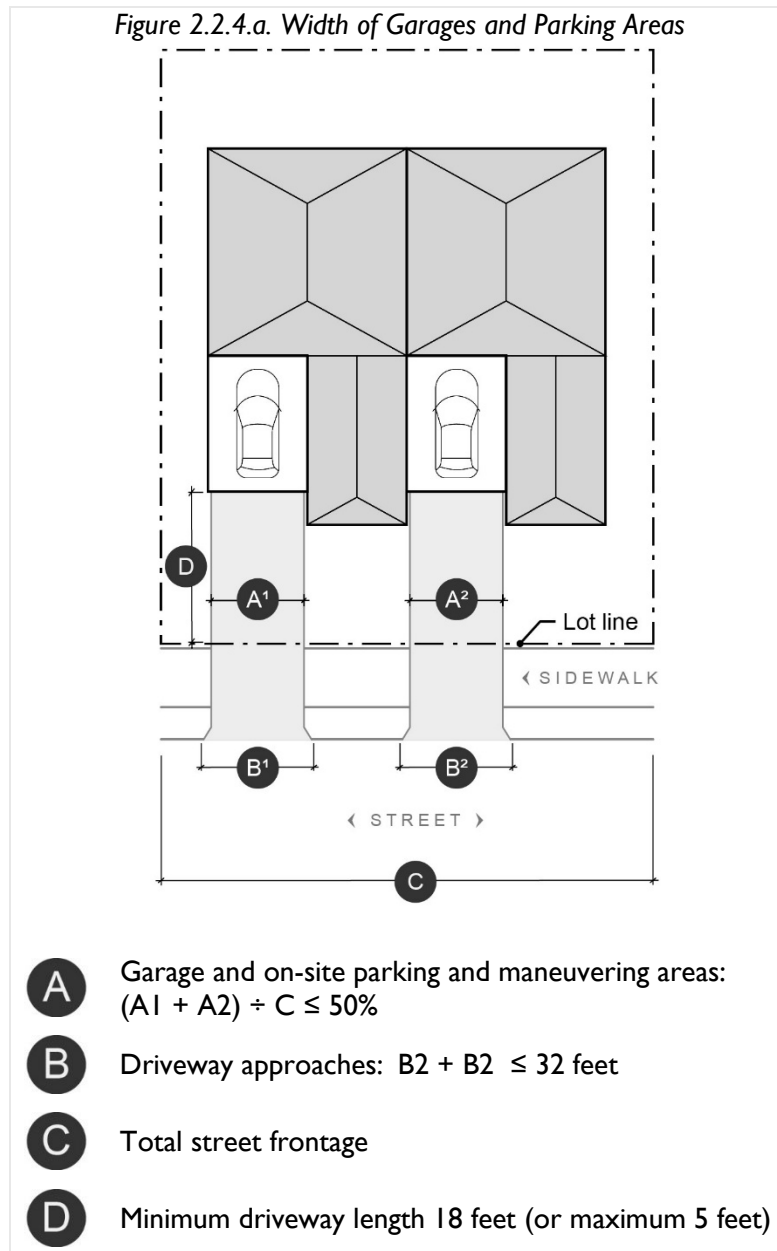 Figure 2.2.4.a. Width of Garages and Parking Areas
D
A¹
A²
Lot line
SIDEWALK
B¹
B²
STREET
C
A
Garage and on-site parking and maneuvering areas:
(A1 + A2) ÷ C ≤ 50%
B
Driveway approaches: B2 + B2 ≤ 32 feet
C
Total street frontage
D
Minimum driveway length 18 feet (or maximum 5 feet)